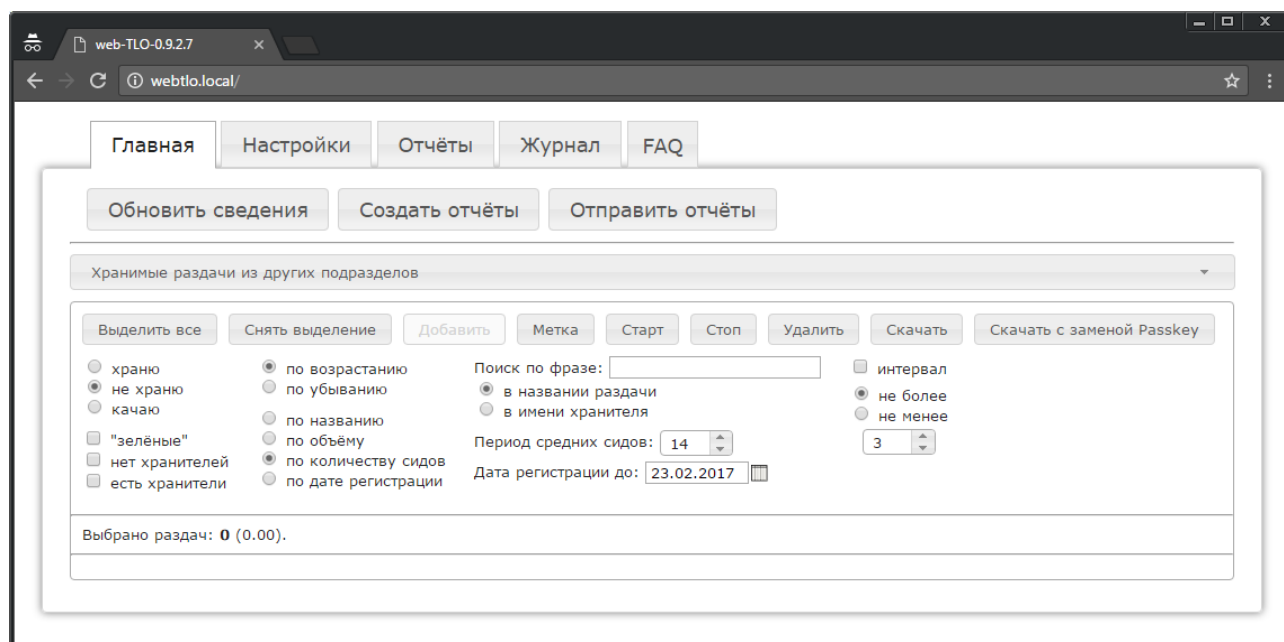 web-TLO-0.9.2.7
webtlo.local/
Главная Настройки Отчёты Журнал FAQ
Обновить сведения Создать отчёты Отправить отчёты
Хранимые раздачи из других подразделов
Выделить все Снять выделение Добавить Метка Старт Стоп Удалить Скачать Скачать с заменой Passkey
храню по возрастанию Поиск по фразе: интервал
не храню по убыванию в названии раздачи не более
качаю по названию в имени хранителя не менее
"зелёные" по объёму Период средних сидов: 14 3
нет хранителей по количеству сидов Дата регистрации до: 23.02.2017
есть хранители по дате регистрации
Выбрано раздач: 0 (0.00).